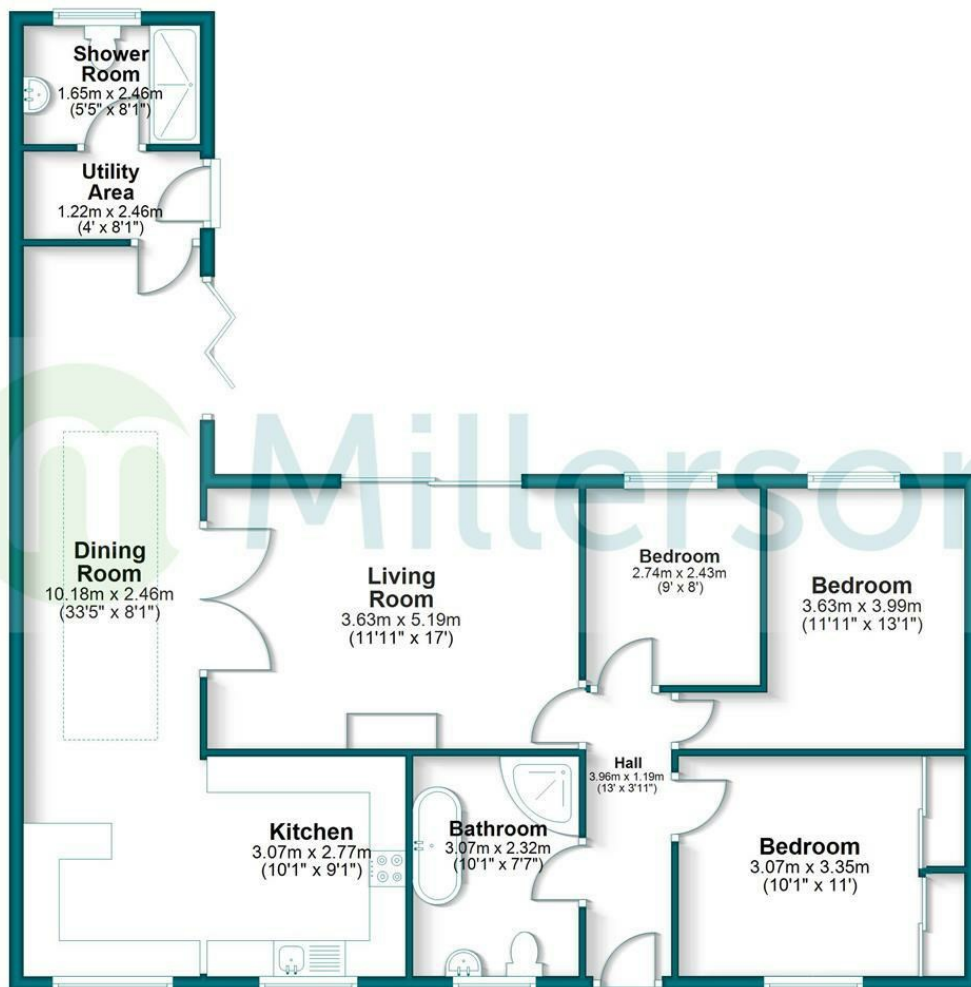 Shower
Room
1.65m x 2.46m
(5'5" x 8'1")
Utility
Area
1.22m x 2.46m
(4' x 8'1")
m Millerson
Dining
Room
10.18m x 2.46m
(33'5" x 8'1")
Living
Room
3.63m x 5.19m
(11'11" x 17')
Bedroom
2.74m x 2.43m
(9' x 8')
Bedroom
3.63m x 3.99m
(11'11" x 13'1")
Hall
3.96m x 1.19m
(13' x 3'11")
Kitchen
3.07m x 2.77m
(10'1" x 9'1")
Bathroom
3.07m x 2.32m
(10'1" x 7'7")
Bedroom
3.07m x 3.35m
(10'1" x 11')